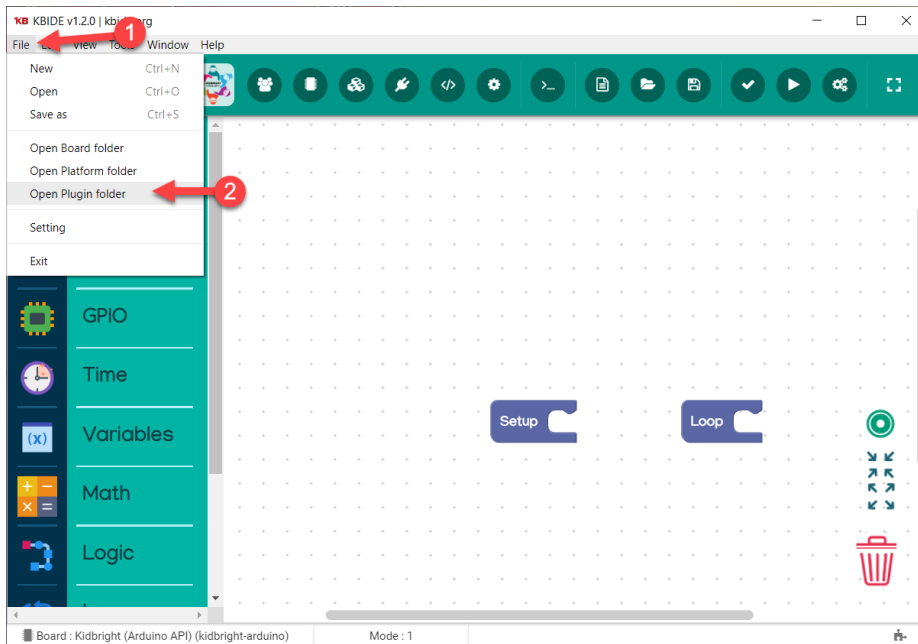 KB KBIDE v1.2.0 | kbide.org
1
File View Tools Window Help
New Ctrl+N
Open Ctrl+O
Save as Ctrl+S
Open Board folder
Open Platform folder
Open Plugin folder
2
Setting
Exit
GPIO
Time
Variables
(x)
Math
Logic
Setup
Loop
Board : Kidbright (Arduino API) (kidbright-arduino)
Mode : 1